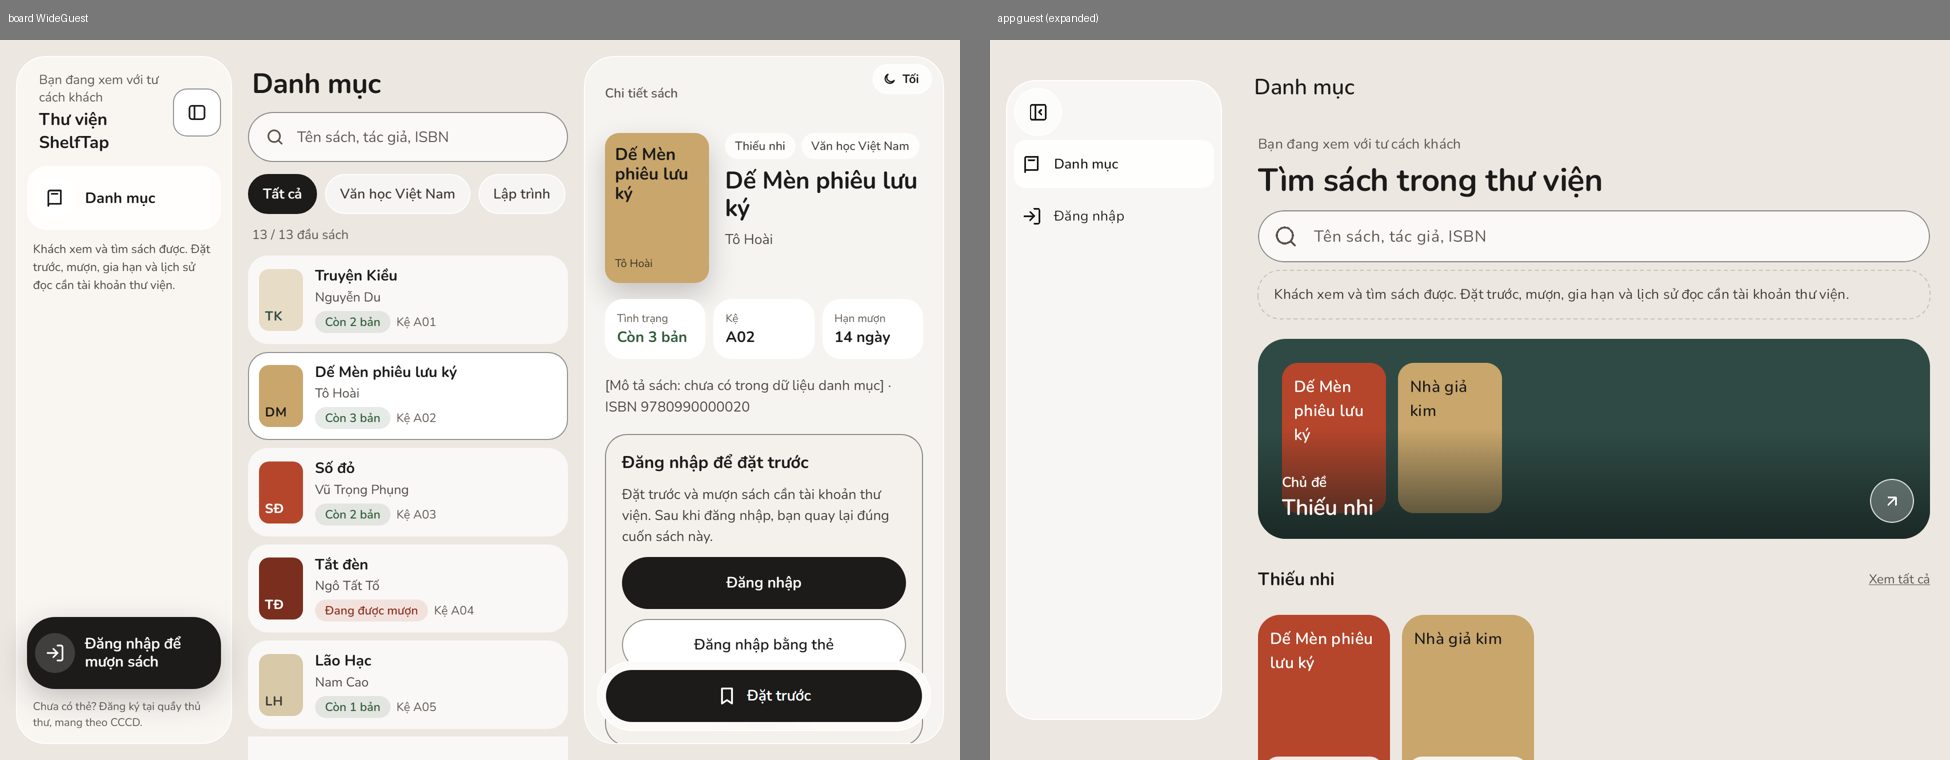 board WideGuest
Bạn đang xem với tư
cách khách
Thư viện
ShelfTap
Danh mục
Khách xem và tìm sách được. Đặt
trước, mượn, gia hạn và lịch sử
đọc cần tài khoản thư viện.
Đăng nhập để
mượn sách
Chưa có thẻ? Đăng ký tại quầy thủ
thư, mang theo CCCD.
Danh mục
Tên sách, tác giả, ISBN
Tất cả
Văn học Việt Nam
Lập trình
13 / 13 đầu sách
TK
Truyện Kiều
Nguyễn Du
Còn 2 bản
Kệ A01
DM
Dế Mèn phiêu lưu ký
Tô Hoài
Còn 3 bản
Kệ A02
SĐ
Số đỏ
Vũ Trọng Phụng
Còn 2 bản
Kệ A03
TĐ
Tắt đèn
Ngô Tất Tố
Đang được mượn
Kệ A04
LH
Lão Hạc
Nam Cao
Còn 1 bản
Kệ A05
Chi tiết sách
Tối
Dế Mèn
phiêu lưu
ký
Tô Hoài
Thiếu nhi
Văn học Việt Nam
Dế Mèn phiêu lưu
ký
Tô Hoài
Tình trạng
Còn 3 bản
Kệ
A02
Hạn mượn
14 ngày
[Mô tả sách: chưa có trong dữ liệu danh mục] ·
ISBN 9780990000020
Đăng nhập để đặt trước
Đặt trước và mượn sách cần tài khoản thư
viện. Sau khi đăng nhập, bạn quay lại đúng
cuốn sách này.
Đăng nhập
Đăng nhập bằng thẻ
Đặt trước
app guest (expanded)
Danh mục
Đăng nhập
Danh mục
Bạn đang xem với tư cách khách
Tìm sách trong thư viện
Tên sách, tác giả, ISBN
Khách xem và tìm sách được. Đặt trước, mượn, gia hạn và lịch sử đọc cần tài khoản thư viện.
Dế Mèn
phiêu lưu
ký
Nhà giả
kim
Chủ đề
Thiếu nhi
Thiếu nhi
Xem tất cả
Dế Mèn phiêu
lưu ký
Nhà giả kim